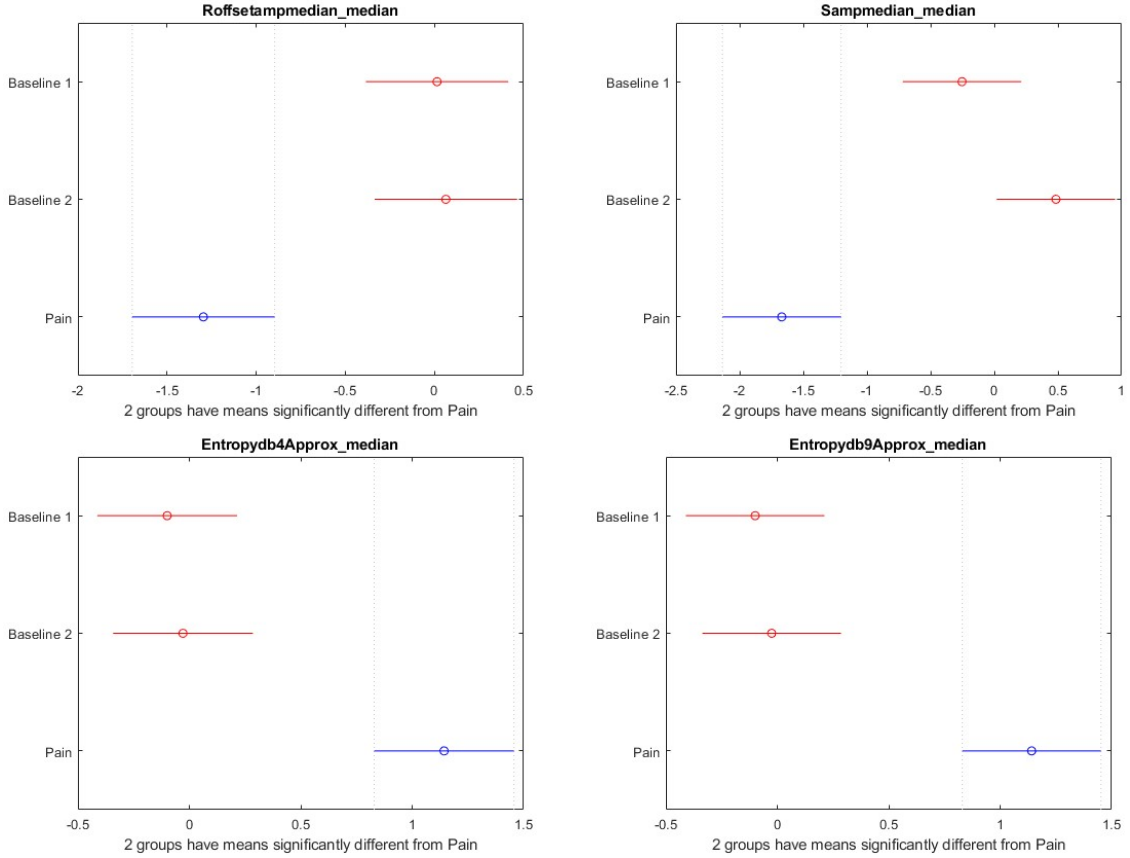 Roffsetampmedian_median
Baseline 1
Baseline 2
Pain
-2 -1.5 -1 -0.5 0 0.5
2 groups have means significantly different from Pain
Sampmedian_median
Baseline 1
Baseline 2
Pain
-2.5 -2 -1.5 -1 -0.5 0 0.5 1
2 groups have means significantly different from Pain
Entropydb4Approx_median
Baseline 1
Baseline 2
Pain
-0.5 0 0.5 1 1.5
2 groups have means significantly different from Pain
Entropydb9Approx_median
Baseline 1
Baseline 2
Pain
-0.5 0 0.5 1 1.5
2 groups have means significantly different from Pain